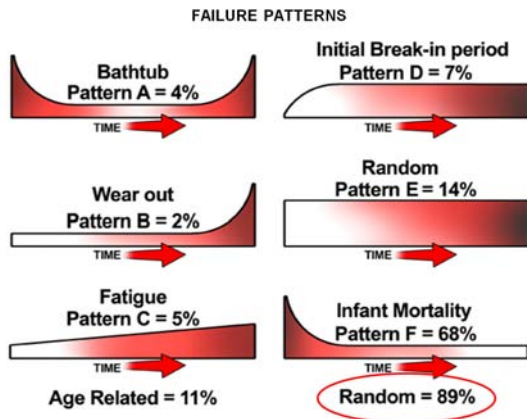 FAILURE PATTERNS
Bathtub
Pattern A = 4%
TIME
Initial Break-in period
Pattern D = 7%
TIME
Wear out
Pattern B = 2%
TIME
Random
Pattern E = 14%
TIME
Fatigue
Pattern C = 5%
TIME
Infant Mortality
Pattern F = 68%
TIME
Age Related = 11%
Random = 89%